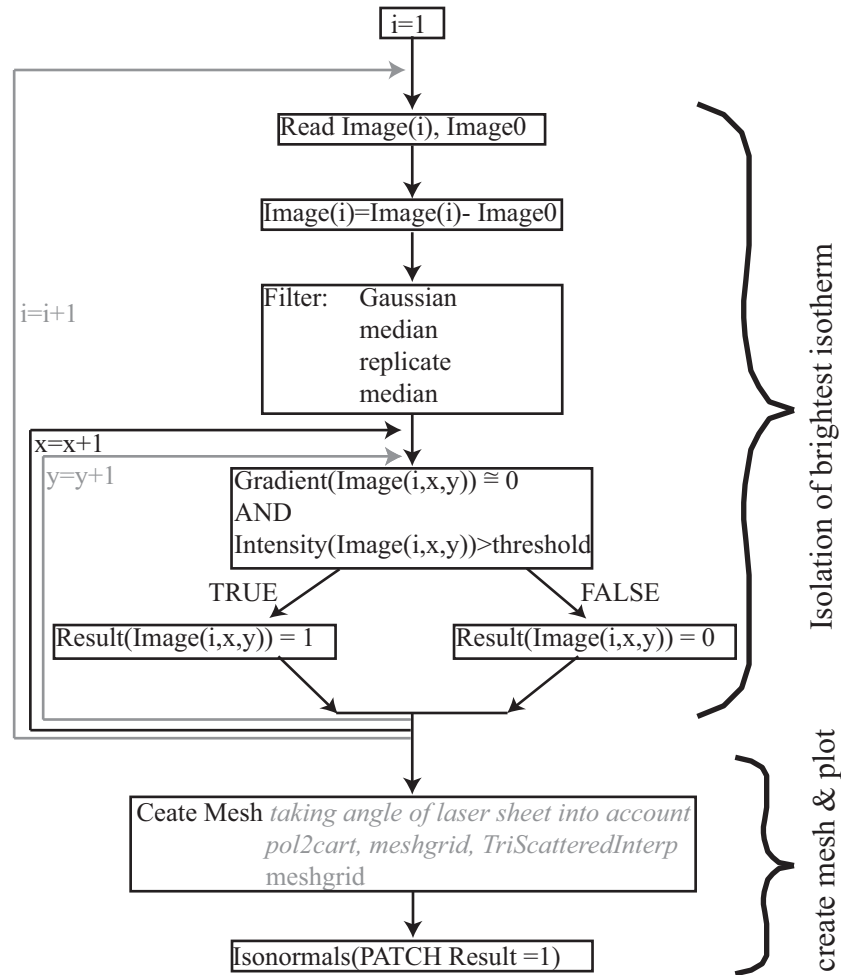 i=1
Read Image(i), Image0
Image(i)=Image(i)- Image0
i=i+1
Filter: Gaussian
median
replicate
median
x=x+1
y=y+1
Gradient(Image(i,x,y)) ≅ 0
AND
Intensity(Image(i,x,y))>threshold
TRUE
FALSE
Result(Image(i,x,y)) = 1
Result(Image(i,x,y)) = 0
Isolation of brightest isotherm
Ceate Mesh taking angle of laser sheet into account
pol2cart, meshgrid, TriScatteredInterp
meshgrid
Isonormals(PATCH Result =1)
create mesh & plot